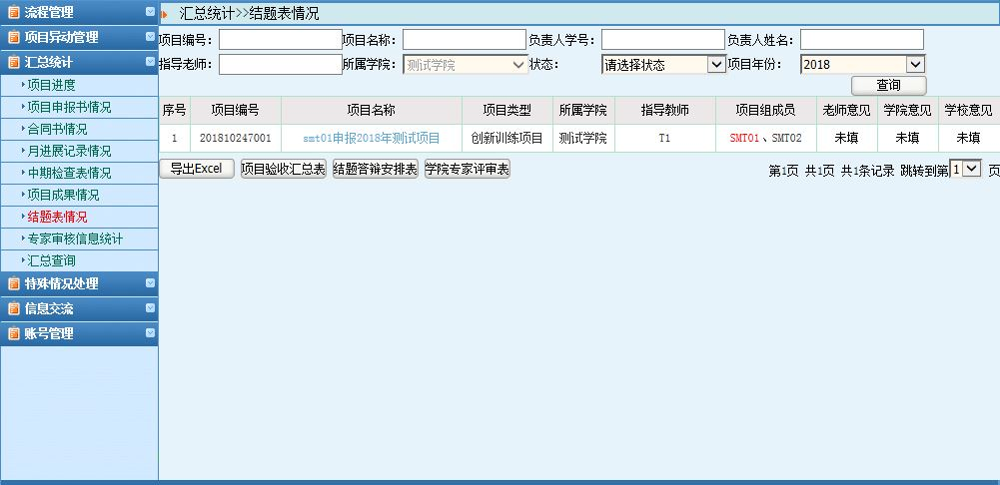 流程管理
项目异动管理
汇总统计
项目进度
项目申报书情况
合同书情况
月进展记录情况
中期检查表情况
项目成果情况
结题表情况
专家审核信息统计
汇总查询
特殊情况处理
信息交流
账号管理
汇总统计>>结题表情况
项目编号： 项目名称： 负责人学号： 负责人姓名：
指导老师： 所属学院： 测试学院 状态： 请选择状态 项目年份： 2018
查询
序号 项目编号 项目名称 项目类型 所属学院 指导教师 项目组成员 老师意见 学院意见 学校意见
1 201810247001 smt01申报2018年测试项目 创新训练项目 测试学院 T1 SMT01、SMT02 未填 未填 未填
导出Excel 项目验收汇总表 结题答辩安排表 学院专家评审表 第1页 共1页 共1条记录 跳转到第 1 页